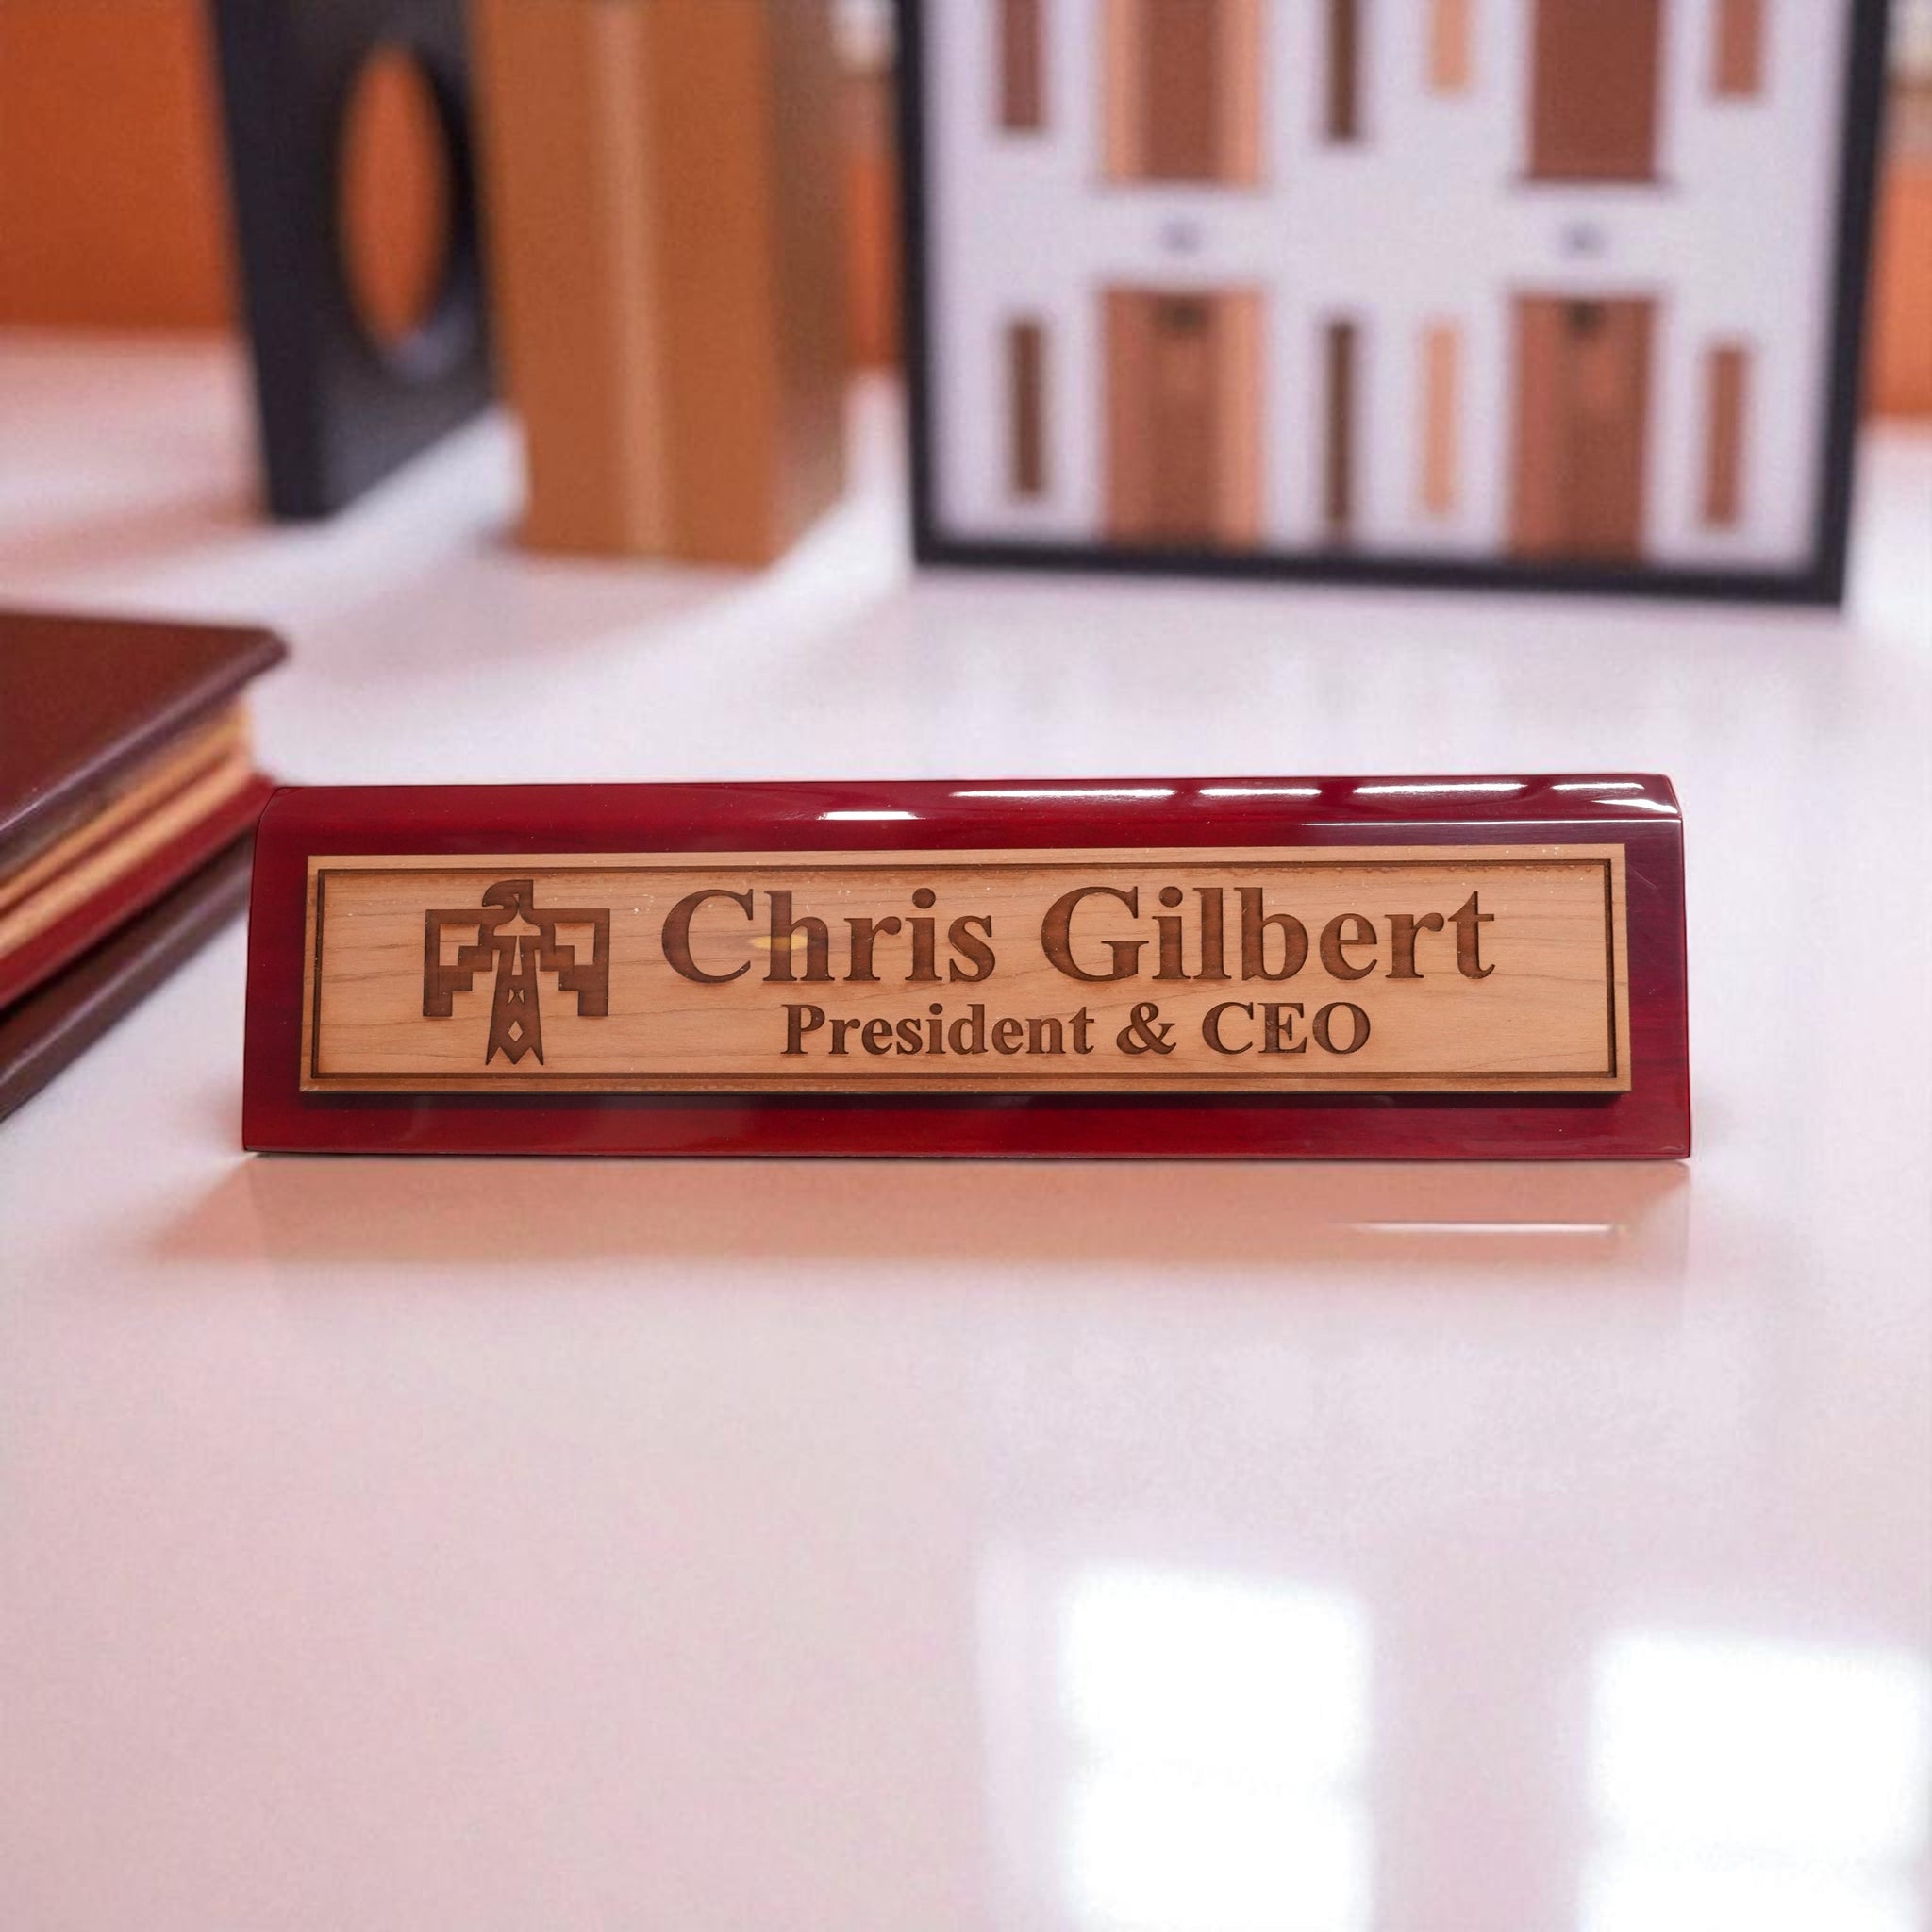 Chris Gilbert
President & CEO